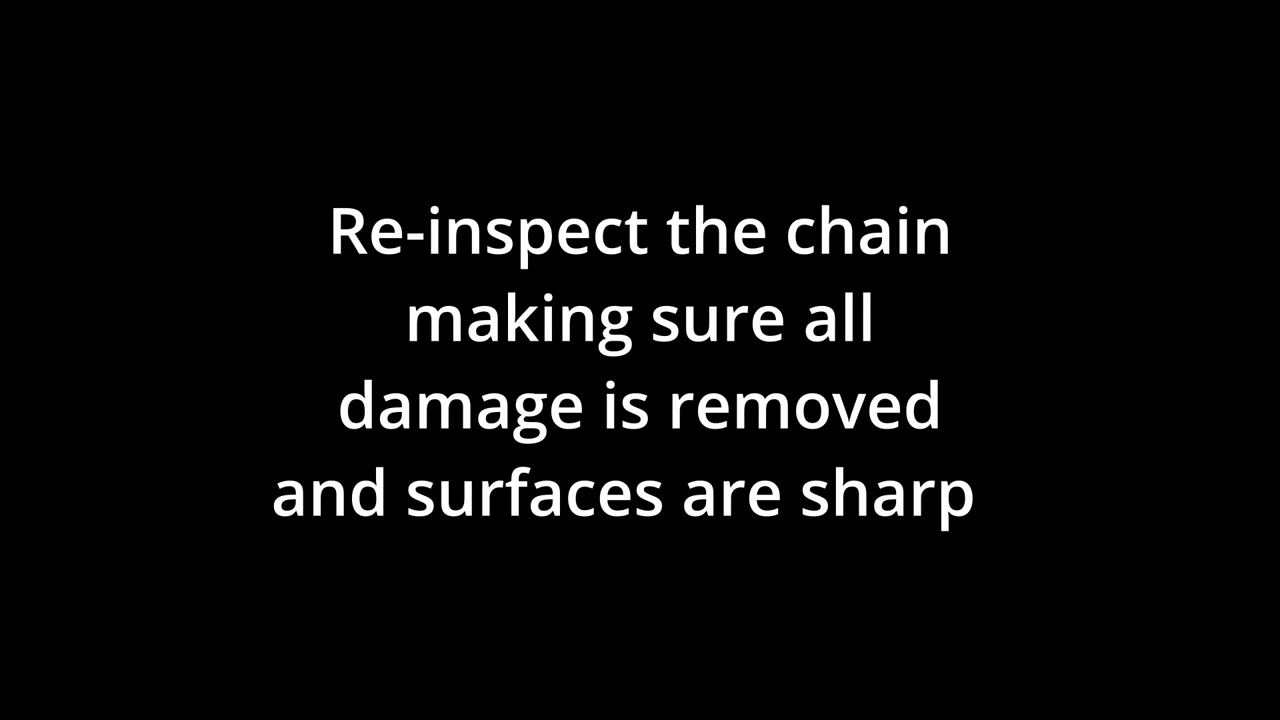 Re-inspect the chain
making sure all
damage is removed
and surfaces are sharp